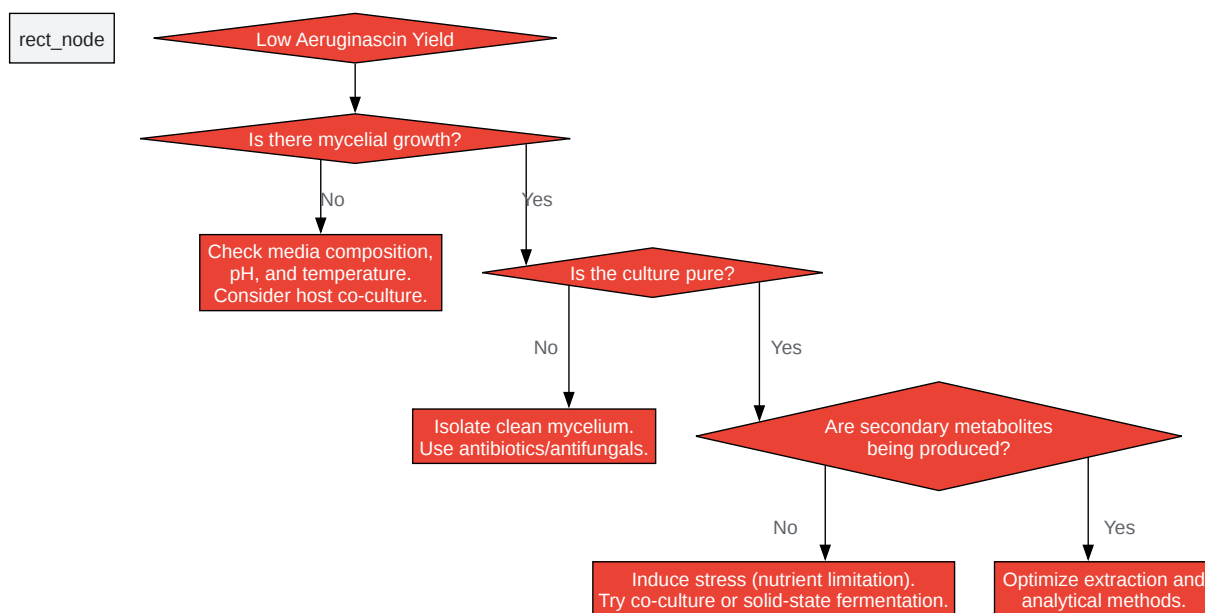 rect_node
Low Aeruginascin Yield
Is there mycelial growth?
No
Yes
Check media composition,
pH, and temperature.
Consider host co-culture.
Is the culture pure?
No
Yes
Isolate clean mycelium.
Use antibiotics/antifungals.
Are secondary metabolites
being produced?
No
Yes
Induce stress (nutrient limitation).
Try co-culture or solid-state fermentation.
Optimize extraction and
analytical methods.